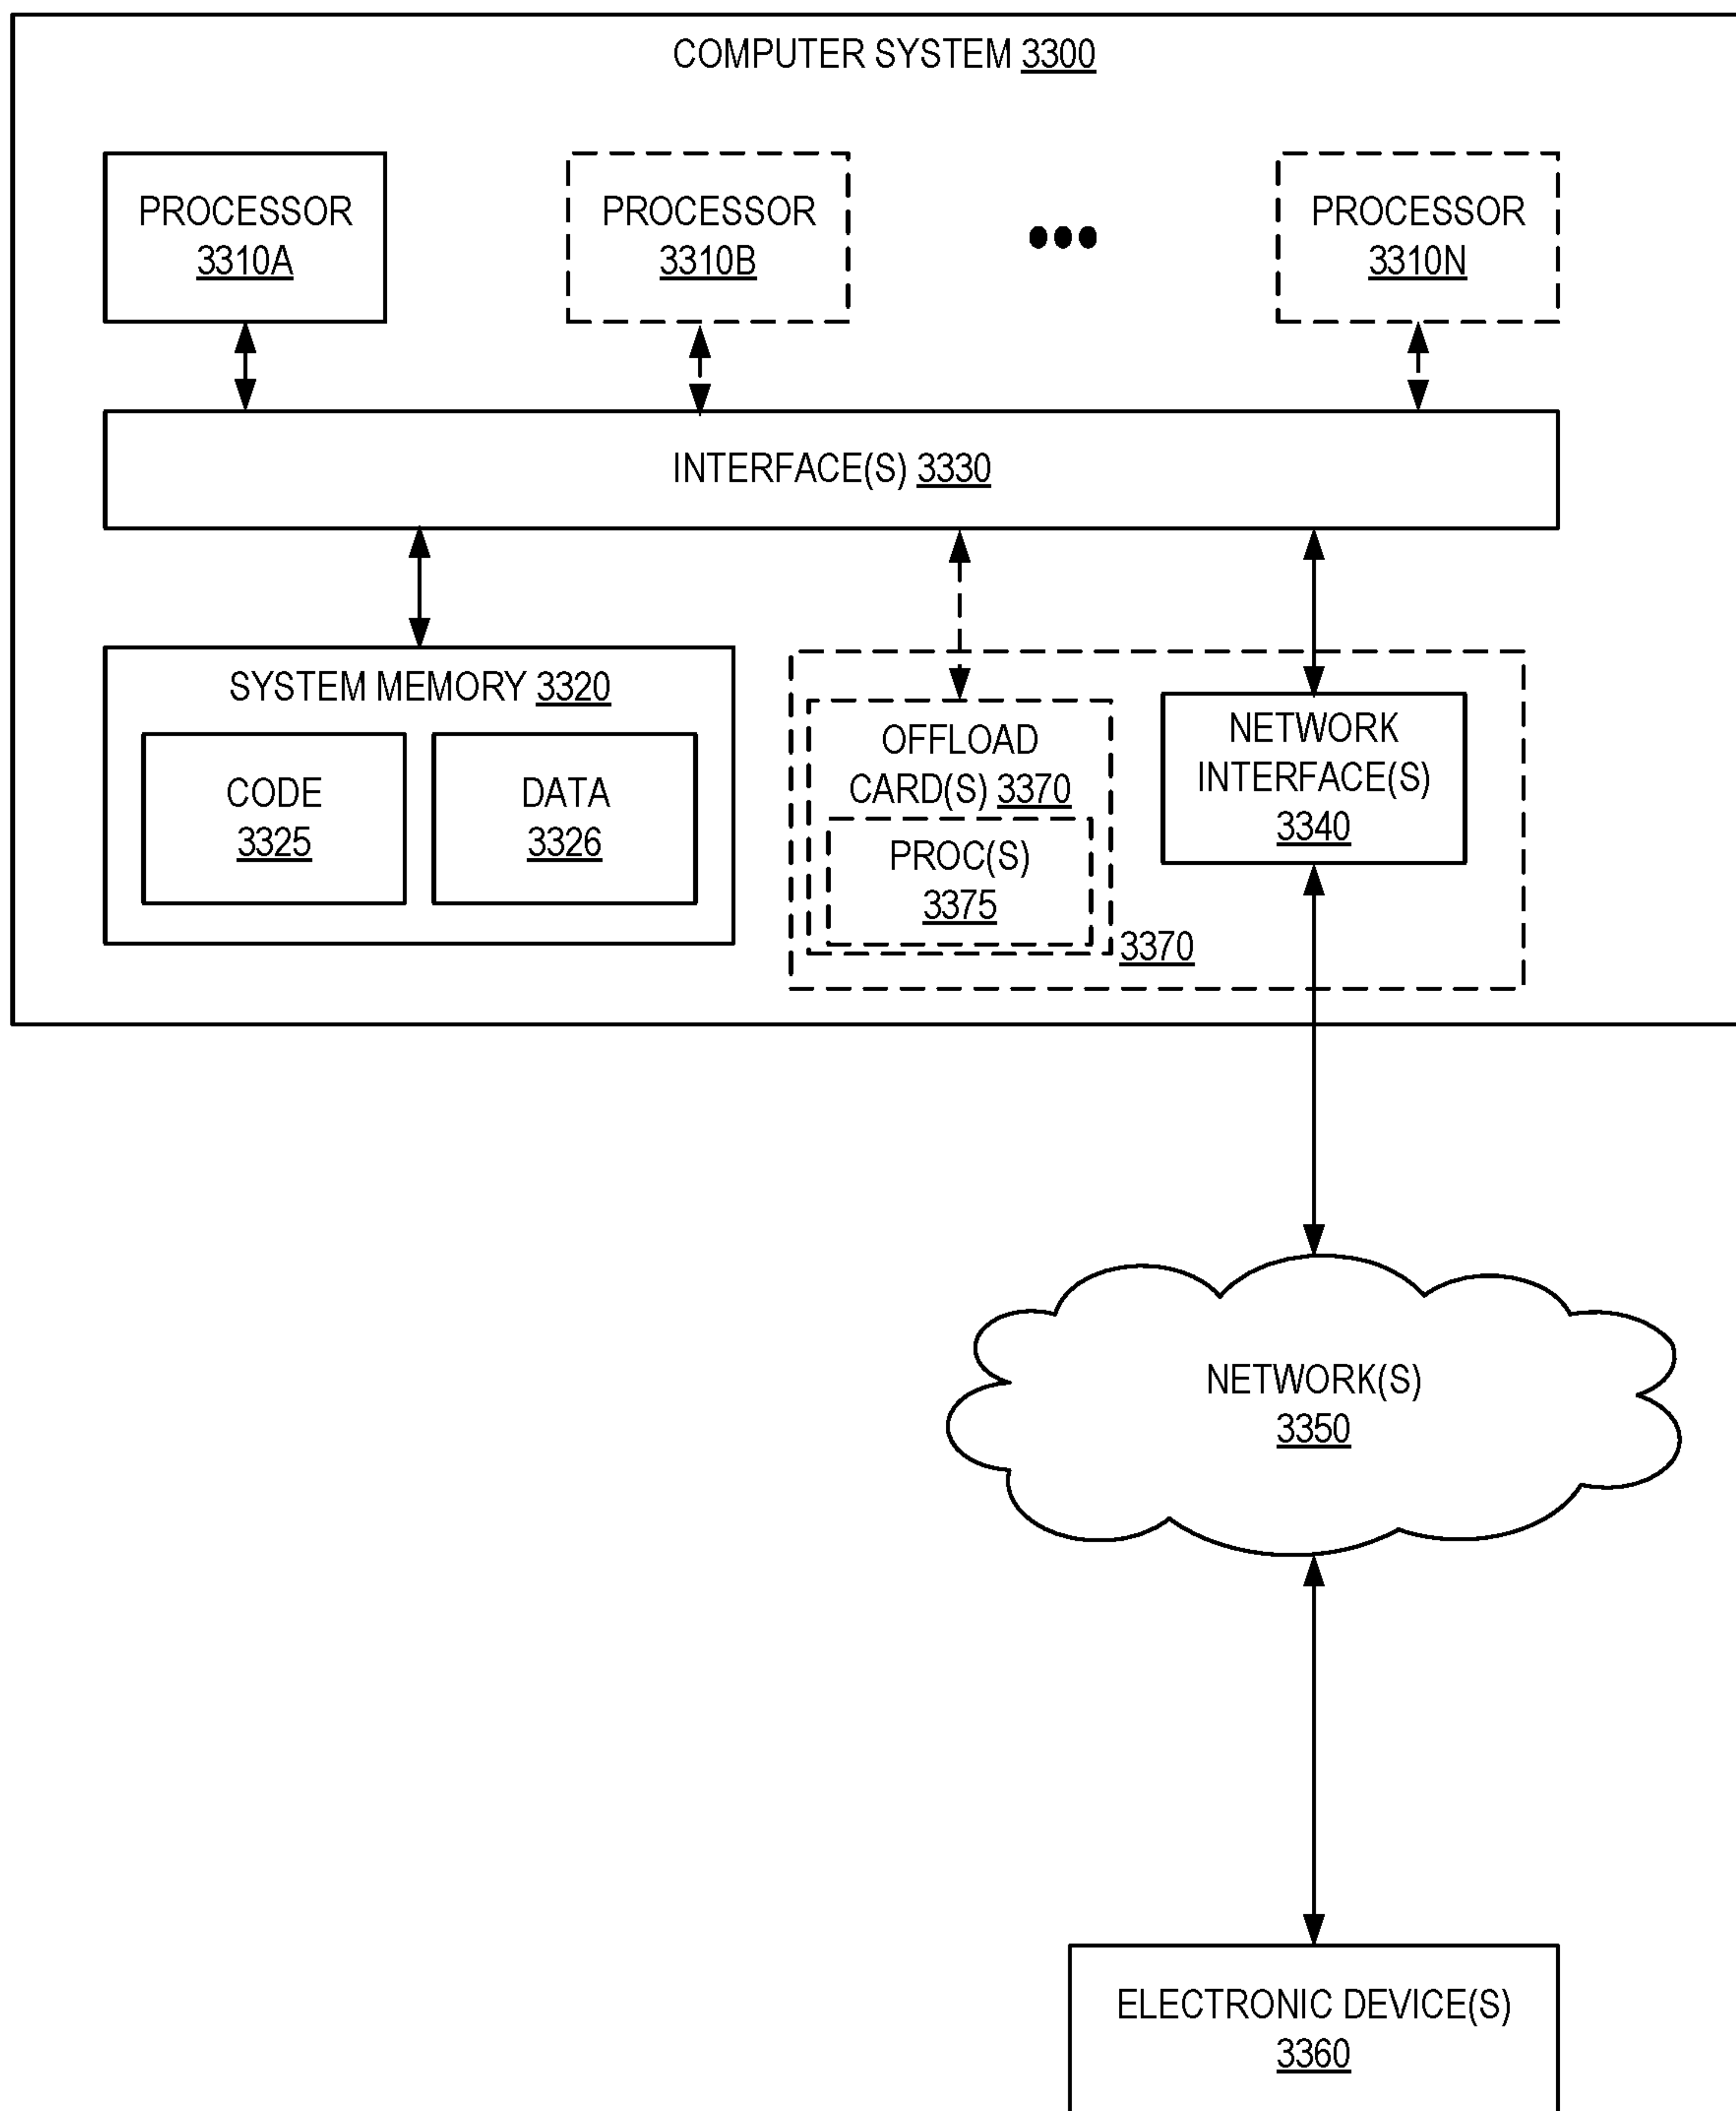 COMPUTER SYSTEM 3300
PROCESSOR
3310A
PROCESSOR
3310B
PROCESSOR
3310N
INTERFACE(S) 3330
SYSTEM MEMORY 3320
CODE
3325
DATA
3326
OFFLOAD
CARD(S) 3370
PROC(S)
3375
3370
NETWORK
INTERFACE(S)
3340
NETWORK(S)
3350
ELECTRONIC DEVICE(S)
3360